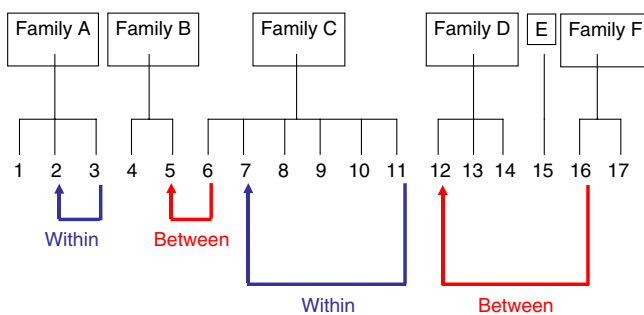 Family A Family B Family C Family D E Family F
1 2 3 4 5 6 7 8 9 10 11 12 13 14 15 16 17
Within Between
Within Between